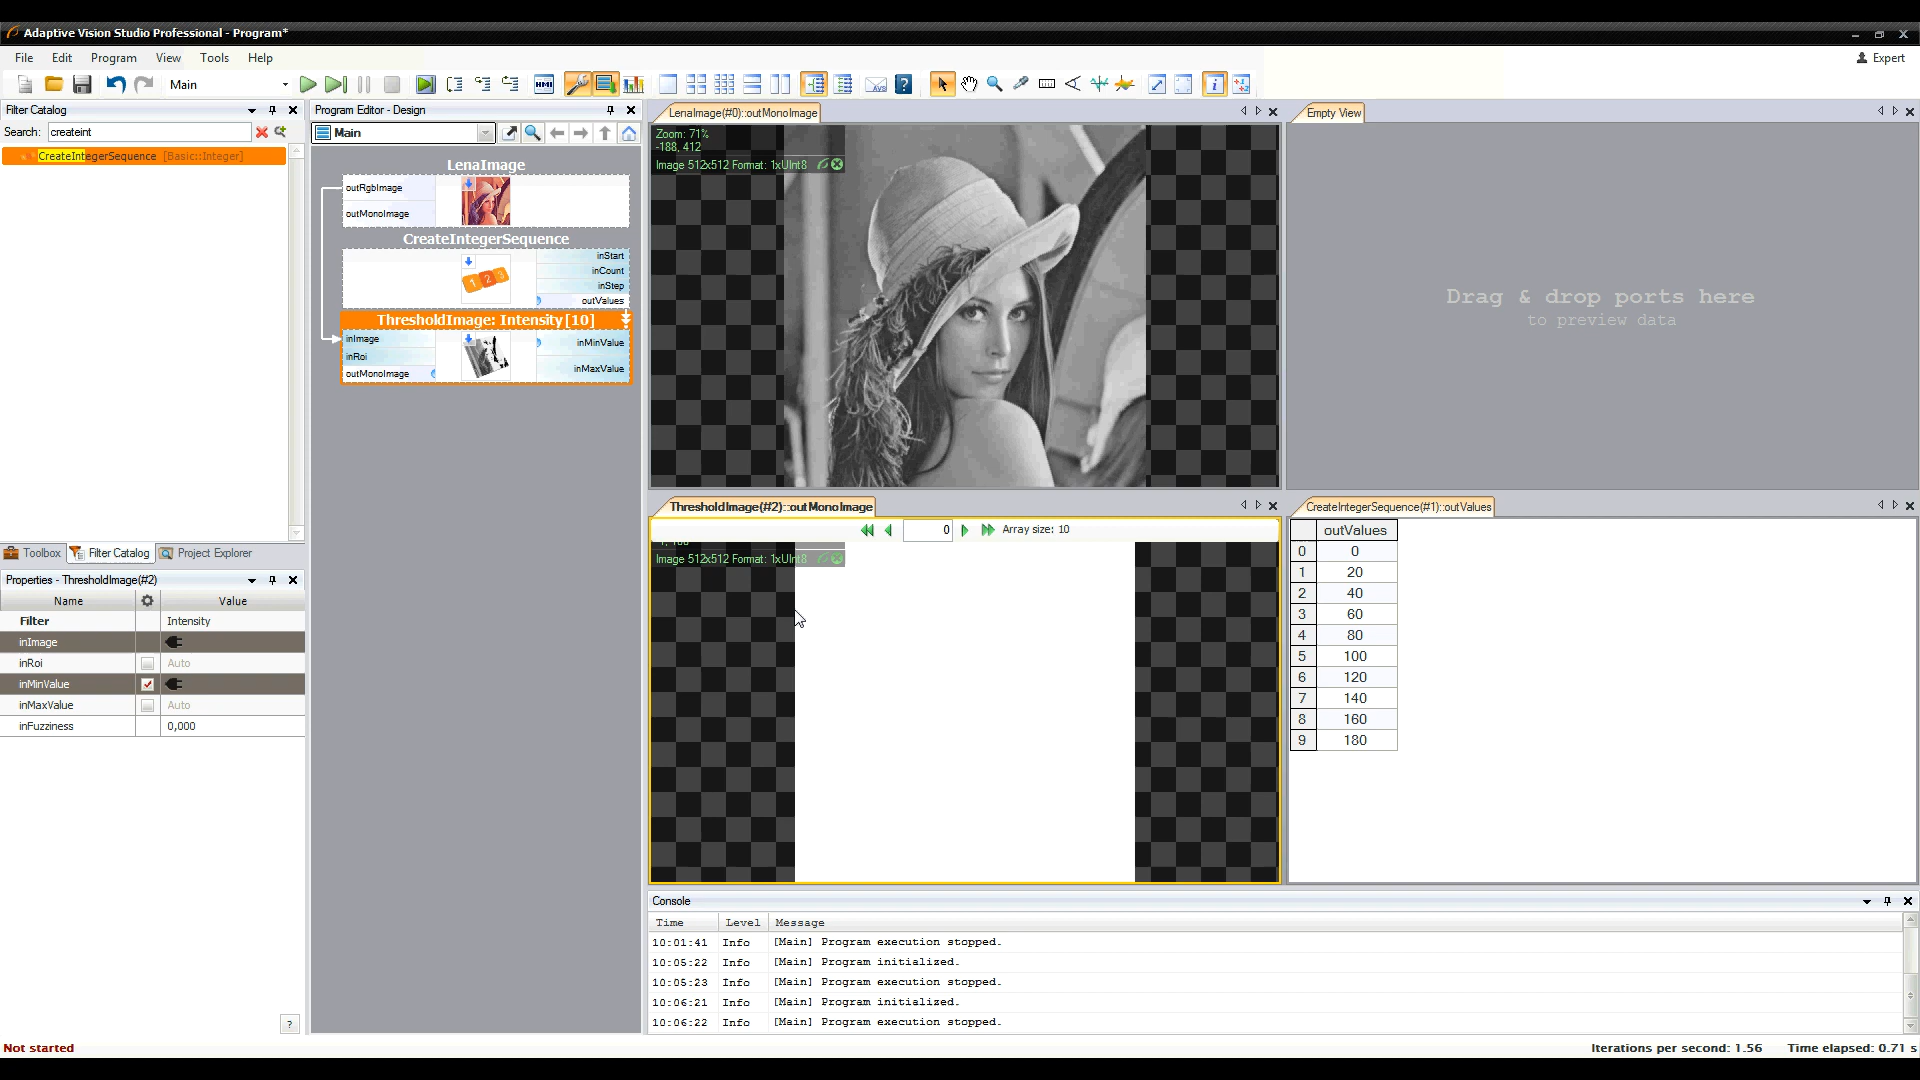 Adaptive Vision Studio Professional - Program*
File Edit Program View Tools Help
Expert
Main
HMI
AVS
Filter Catalog
Search: createint
CreateIntegerSequence [Basic::Integer]
Toolbox Filter Catalog Project Explorer
Properties - ThresholdImage(#2)
Name Value
Filter Intensity
inImage
inRoi Auto
inMinValue
inMaxValue Auto
inFuzziness 0,000
?
Program Editor - Design
Main
LenaImage
outRgbImage
outMonoImage
CreateIntegerSequence
inStart
inCount
inStep
outValues
1 2 3
ThresholdImage: Intensity[10]
inImage
inRoi
outMonoImage
inMinValue
inMaxValue
LenaImage(#0)::outMonoImage
Zoom: 71%
-188, 412
Image 512x512 Format: 1xUInt8
Empty View
Drag & drop ports here
to preview data
ThresholdImage(#2)::outMonoImage
0 Array size: 10
Image 512x512 Format: 1xUInt8
CreateIntegerSequence(#1)::outValues
outValues
0 0
1 20
2 40
3 60
4 80
5 100
6 120
7 140
8 160
9 180
Console
Time Level Message
10:01:41 Info [Main] Program execution stopped.
10:05:22 Info [Main] Program initialized.
10:05:23 Info [Main] Program execution stopped.
10:06:21 Info [Main] Program initialized.
10:06:22 Info [Main] Program execution stopped.
Not started
Iterations per second: 1.56 Time elapsed: 0.71 s